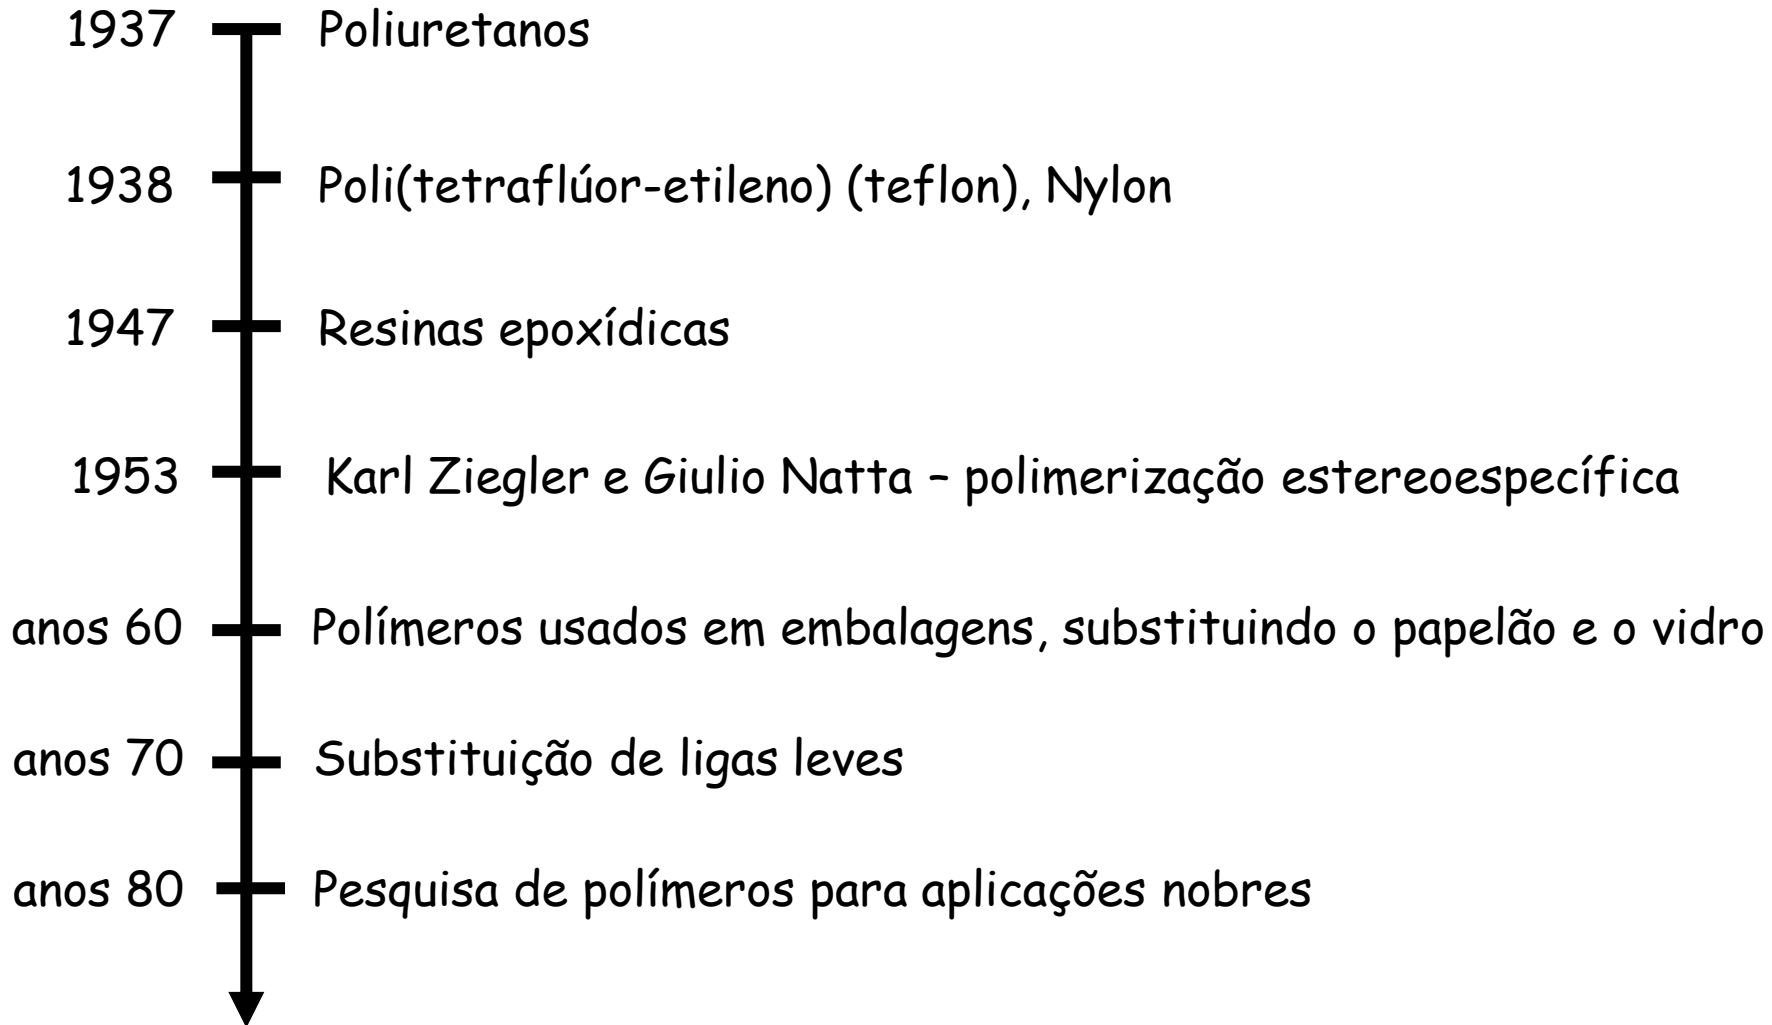 1937 Poliuretanos
1938 Poli(tetraflúor-etileno) (teflon), Nylon
1947 Resinas epoxídicas
1953 Karl Ziegler e Giulio Natta – polimerização estereoespecífica
anos 60 Polímeros usados em embalagens, substituindo o papelão e o vidro
anos 70 Substituição de ligas leves
anos 80 Pesquisa de polímeros para aplicações nobres